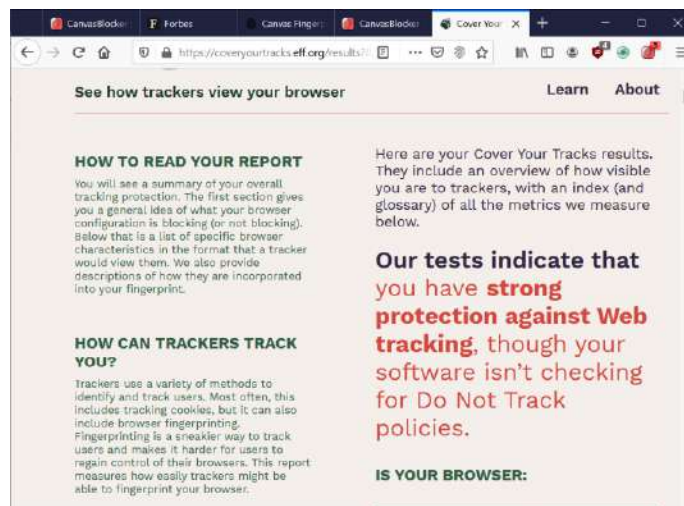 CanvasBlocker
Forbes
Canvas Finger
CanvasBlocker
Cover Your
https://coveryourtracks.eff.org/results?
See how trackers view your browser
Learn
About
HOW TO READ YOUR REPORT
You will see a summary of your overall
tracking protection. The first section gives
you a general idea of what your browser
configuration is blocking (or not blocking).
Below that is a list of specific browser
characteristics in the format that a tracker
would view them. We also provide
descriptions of how they are incorporated
into your fingerprint.
HOW CAN TRACKERS TRACK
YOU?
Trackers use a variety of methods to
identify and track users. Most often, this
includes tracking cookies, but it can also
include browser fingerprinting.
Fingerprinting is a sneakier way to track
users and makes it harder for users to
regain control of their browsers. This report
measures how easily trackers might be
able to fingerprint your browser.
Here are your Cover Your Tracks results.
They include an overview of how visible
you are to trackers, with an index (and
glossary) of all the metrics we measure
below.
Our tests indicate that
you have strong
protection against Web
tracking, though your
software isn't checking
for Do Not Track
policies.
IS YOUR BROWSER: